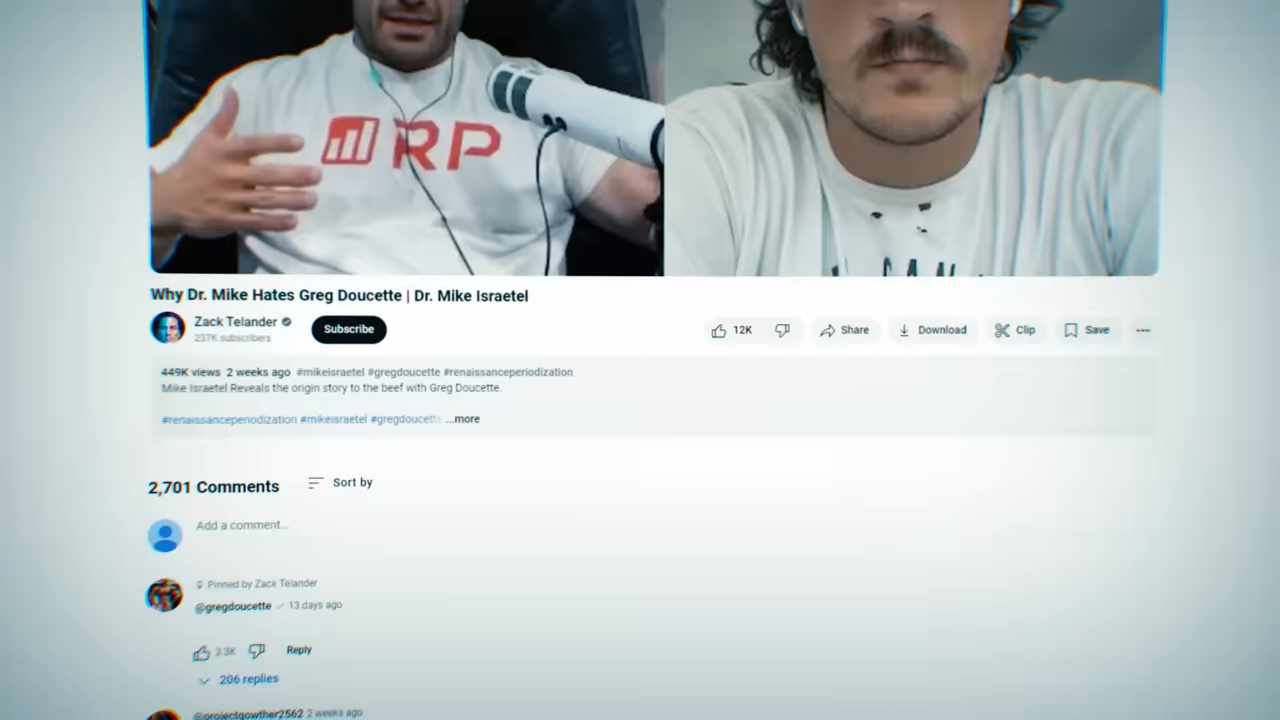 RP
Why Dr. Mike Hates Greg Doucette | Dr. Mike Israetel
Zack Telander
237K subscribers
Subscribe
12K
Share
Download
Clip
Save
449K views 2 weeks ago #mikeisraetel #gregdoucette #renaissanceperiodization
Mike Israetel Reveals the origin story to the beef with Greg Doucette.
#renaissanceperiodization #mikeisraetel #gregdoucette ...more
2,701 Comments
Sort by
Add a comment...
Pinned by Zack Telander
@gregdoucette 13 days ago
3.3K
Reply
206 replies
@projectgowther2562 2 weeks ago